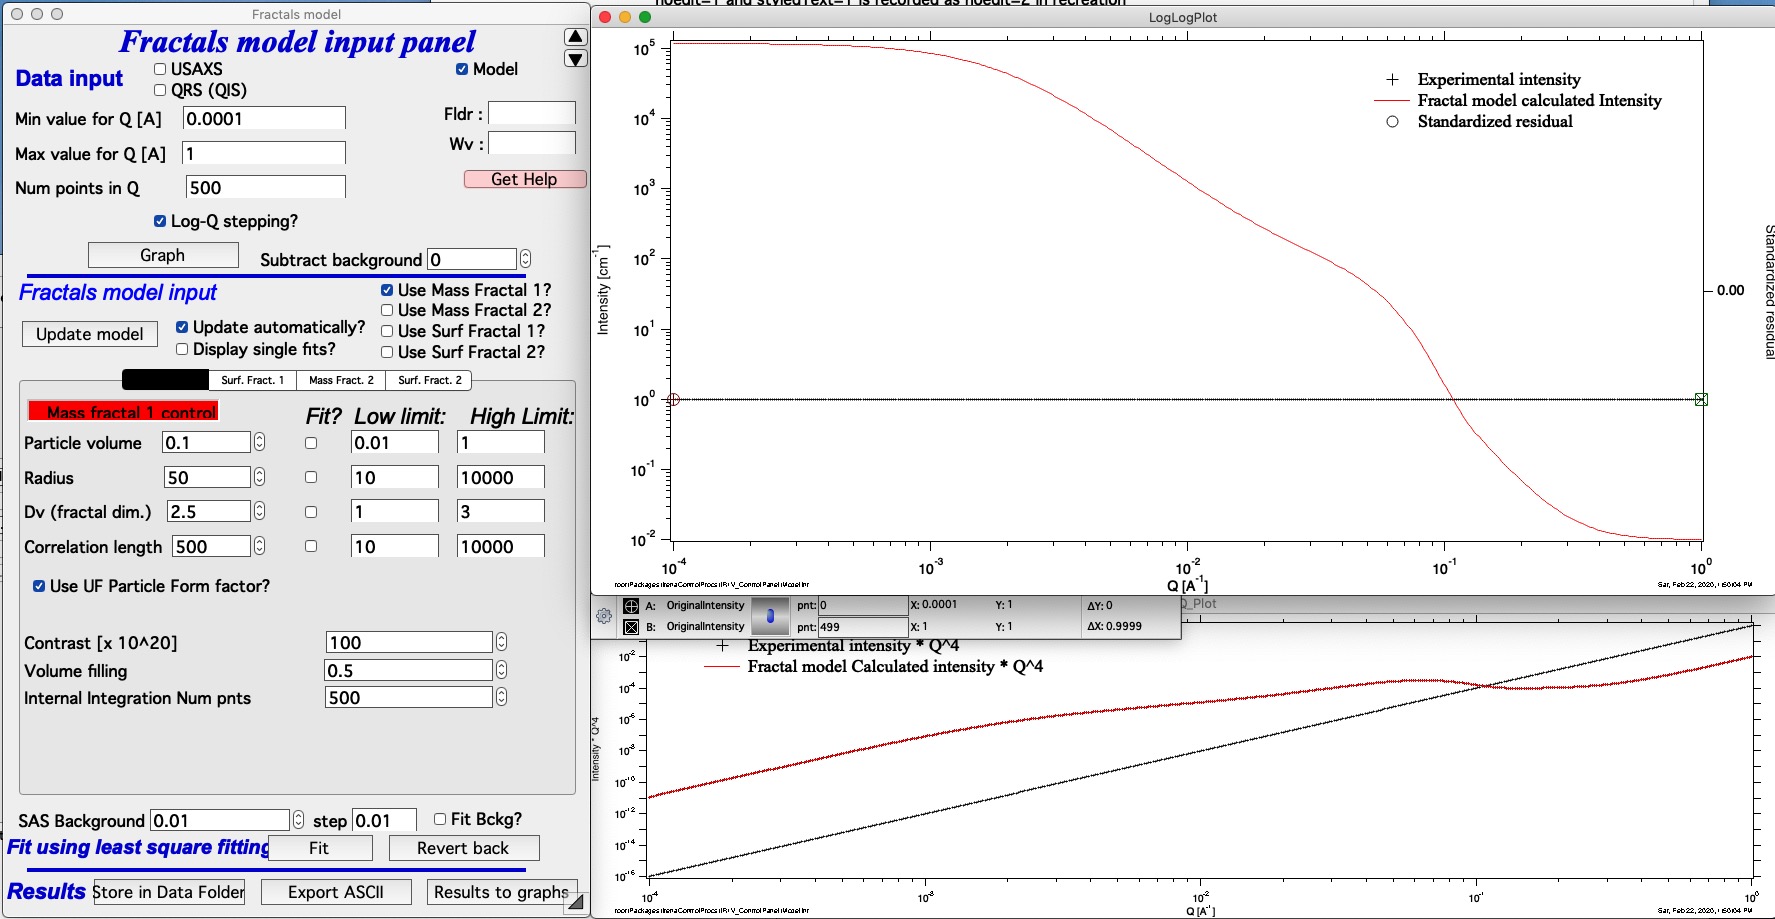 noedit=1 and styledText=1 is recorded as noedit=2 in recreation
Fractals model
Fractals model input panel
Data input
USAXS
QRS (QIS)
Model
Min value for Q [A] 0.0001
Max value for Q [A] 1
Num points in Q 500
Fldr :
Wv :
Get Help
Log-Q stepping?
Graph
Subtract background 0
Fractals model input
Use Mass Fractal 1?
Use Mass Fractal 2?
Use Surf Fractal 1?
Use Surf Fractal 2?
Update model
Update automatically?
Display single fits?
Surf. Fract. 1 Mass Fract. 2 Surf. Fract. 2
Mass fractal 1 control
Fit? Low limit: High Limit:
Particle volume 0.1 0.01 1
Radius 50 10 10000
Dv (fractal dim.) 2.5 1 3
Correlation length 500 10 10000
Use UF Particle Form factor?
Contrast [x 10^20] 100
Volume filling 0.5
Internal Integration Num pnts 500
SAS Background 0.01 step 0.01 Fit Bckg?
Fit using least square fitting Fit Revert back
Results Store in Data Folder Export ASCII Results to graphs
LogLogPlot
Experimental intensity
Fractal model calculated Intensity
Standardized residual
Intensity [cm-1]
10^5
10^4
10^3
10^2
10^1
10^0
10^-1
10^-2
0.00
Standardized residual
10^-4 10^-3 10^-2 10^-1 10^0
Q [A-1]
Sat, Feb 22, 2020, 1:50:04 PM
A: OriginalIntensity pnt: 0 X: 0.0001 Y: 1 ΔY: 0
B: OriginalIntensity pnt: 499 X: 1 Y: 1 ΔX: 0.9999
Q_Plot
Experimental intensity * Q^4
Fractal model Calculated intensity * Q^4
Intensity * Q^4
10^-2
10^-4
10^-6
10^-8
10^-10
10^-12
10^-14
10^-16
10^-4 10^-3 10^-2 10^-1 10^0
Q [A-1]
Sat, Feb 22, 2020, 1:50:04 PM